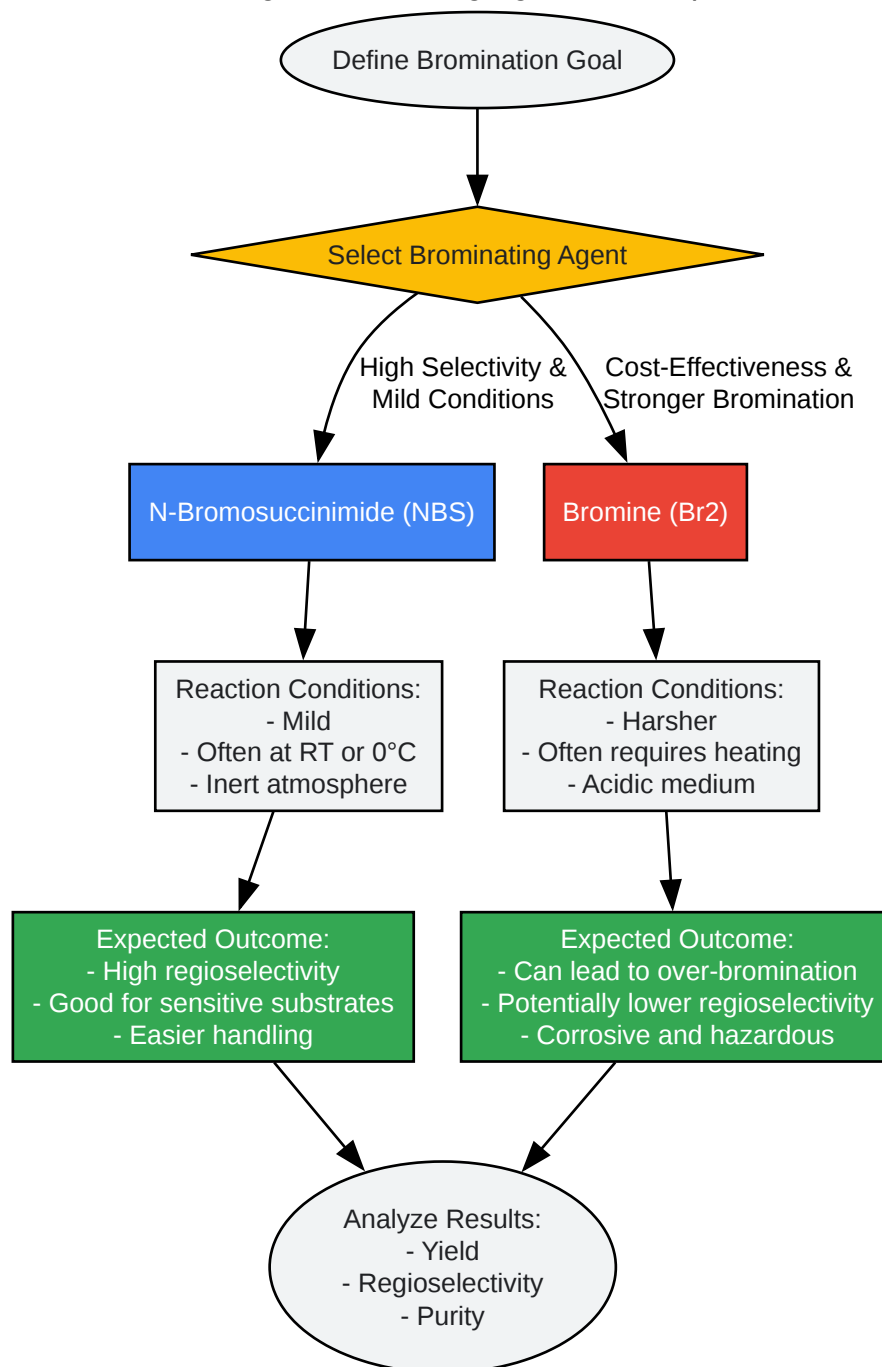 Define Bromination Goal
Select Brominating Agent
High Selectivity &
Mild Conditions
Cost-Effectiveness &
Stronger Bromination
N-Bromosuccinimide (NBS)
Bromine (Br2)
Reaction Conditions:
- Mild
- Often at RT or 0°C
- Inert atmosphere
Reaction Conditions:
- Harsher
- Often requires heating
- Acidic medium
Expected Outcome:
- High regioselectivity
- Good for sensitive substrates
- Easier handling
Expected Outcome:
- Can lead to over-bromination
- Potentially lower regioselectivity
- Corrosive and hazardous
Analyze Results:
- Yield
- Regioselectivity
- Purity